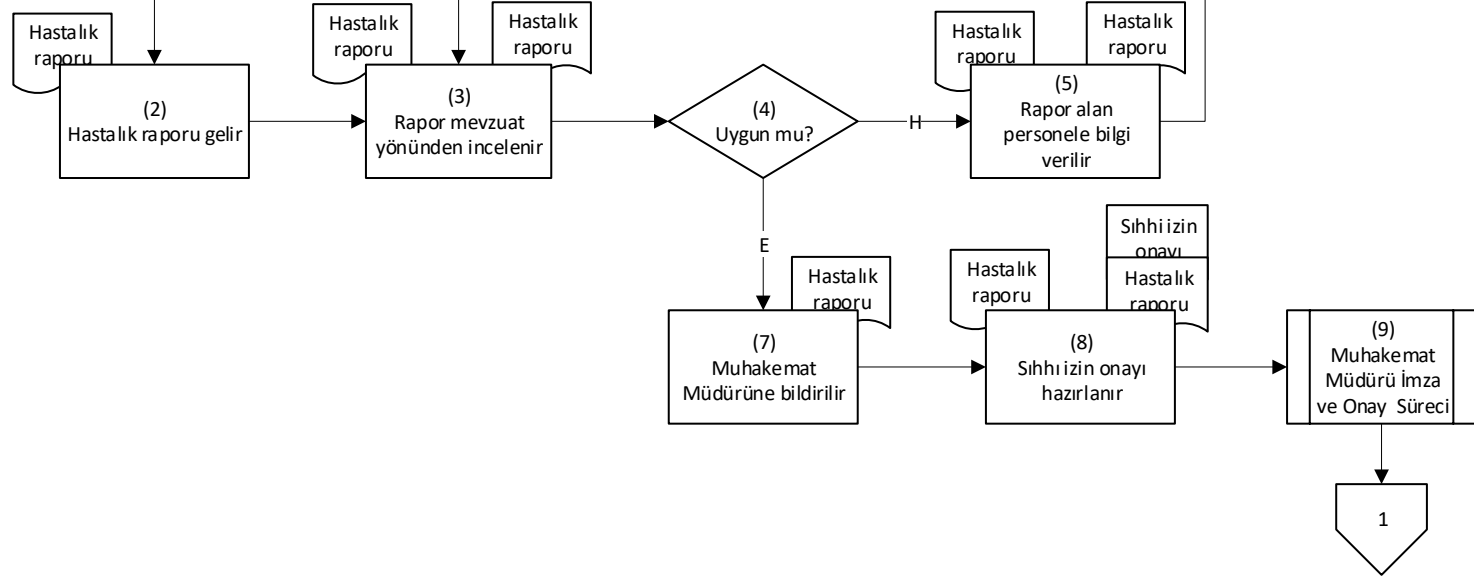 Hastalık
raporu
(2)
Hastalık raporu gelir
Hastalık
raporu
Hastalık
raporu
(3)
Rapor mevzuat
yönünden incelenir
(4)
Uygun mu?
H
Hastalık
raporu
Hastalık
raporu
(5)
Rapor alan
personele bilgi
verilir
E
Hastalık
raporu
(7)
Muhakemat
Müdürüne bildirilir
Hastalık
raporu
Sıhhi izin
onayı
Hastalık
raporu
(8)
Sıhhı izin onayı
hazırlanır
(9)
Muhakemat
Müdürü İmza
ve Onay Süreci
1